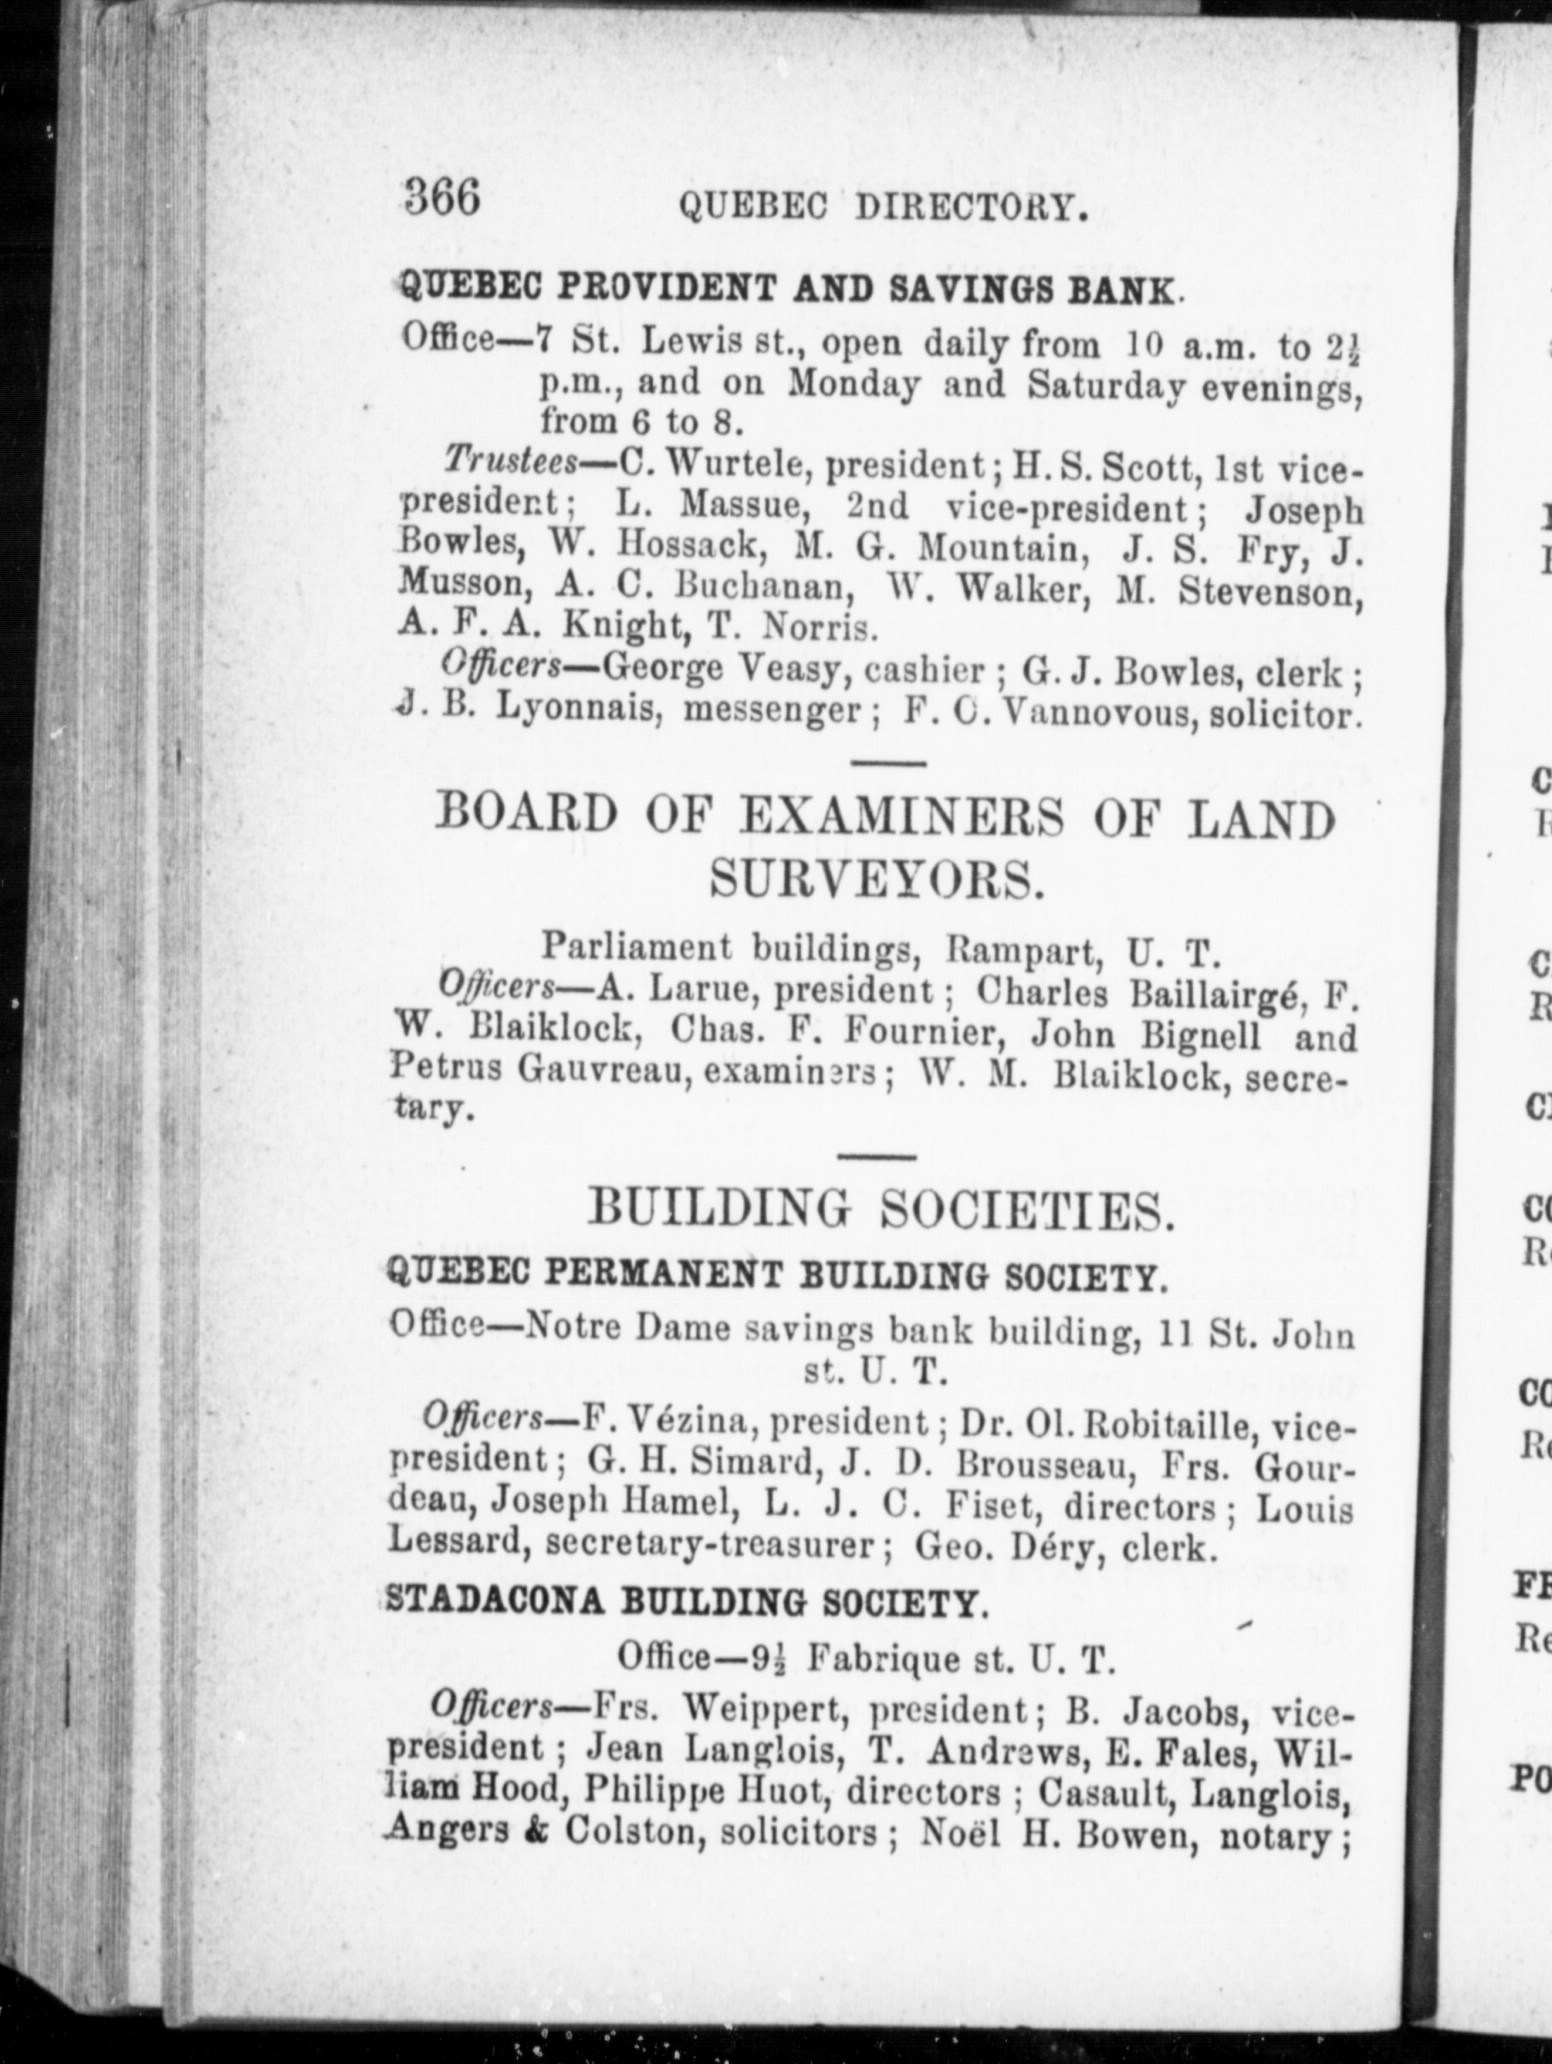 366 QUEBEC DIRECTORY.
QUEBEC PROVIDENT AND SAVINGS BANK.
Office—7 St. Lewis st., open daily from 10 a.m. to 2½
p.m., and on Monday and Saturday evenings,
from 6 to 8.
Trustees—C. Wurtele, president; H. S. Scott, 1st vice-
president; L. Massue, 2nd vice-president; Joseph
Bowles, W. Hossack, M. G. Mountain, J. S. Fry, J.
Musson, A. C. Buchanan, W. Walker, M. Stevenson,
A. F. A. Knight, T. Norris.
Officers—George Veasy, cashier; G. J. Bowles, clerk;
J. B. Lyonnais, messenger; F. C. Vannovous, solicitor.
BOARD OF EXAMINERS OF LAND
SURVEYORS.
Parliament buildings, Rampart, U. T.
Officers—A. Larue, president; Charles Baillairgé, F.
W. Blaiklock, Chas. F. Fournier, John Bignell and
Petrus Gauvreau, examiners; W. M. Blaiklock, secre-
tary.
BUILDING SOCIETIES.
QUEBEC PERMANENT BUILDING SOCIETY.
Office—Notre Dame savings bank building, 11 St. John
st. U. T.
Officers—F. Vézina, president; Dr. Ol. Robitaille, vice-
president; G. H. Simard, J. D. Brousseau, Frs. Gour-
deau, Joseph Hamel, L. J. C. Fiset, directors; Louis
Lessard, secretary-treasurer; Geo. Déry, clerk.
STADACONA BUILDING SOCIETY.
Office—9½ Fabrique st. U. T.
Officers—Frs. Weippert, president; B. Jacobs, vice-
president; Jean Langlois, T. Andrews, E. Fales, Wil-
liam Hood, Philippe Huot, directors; Casault, Langlois,
Angers & Colston, solicitors; Noël H. Bowen, notary;